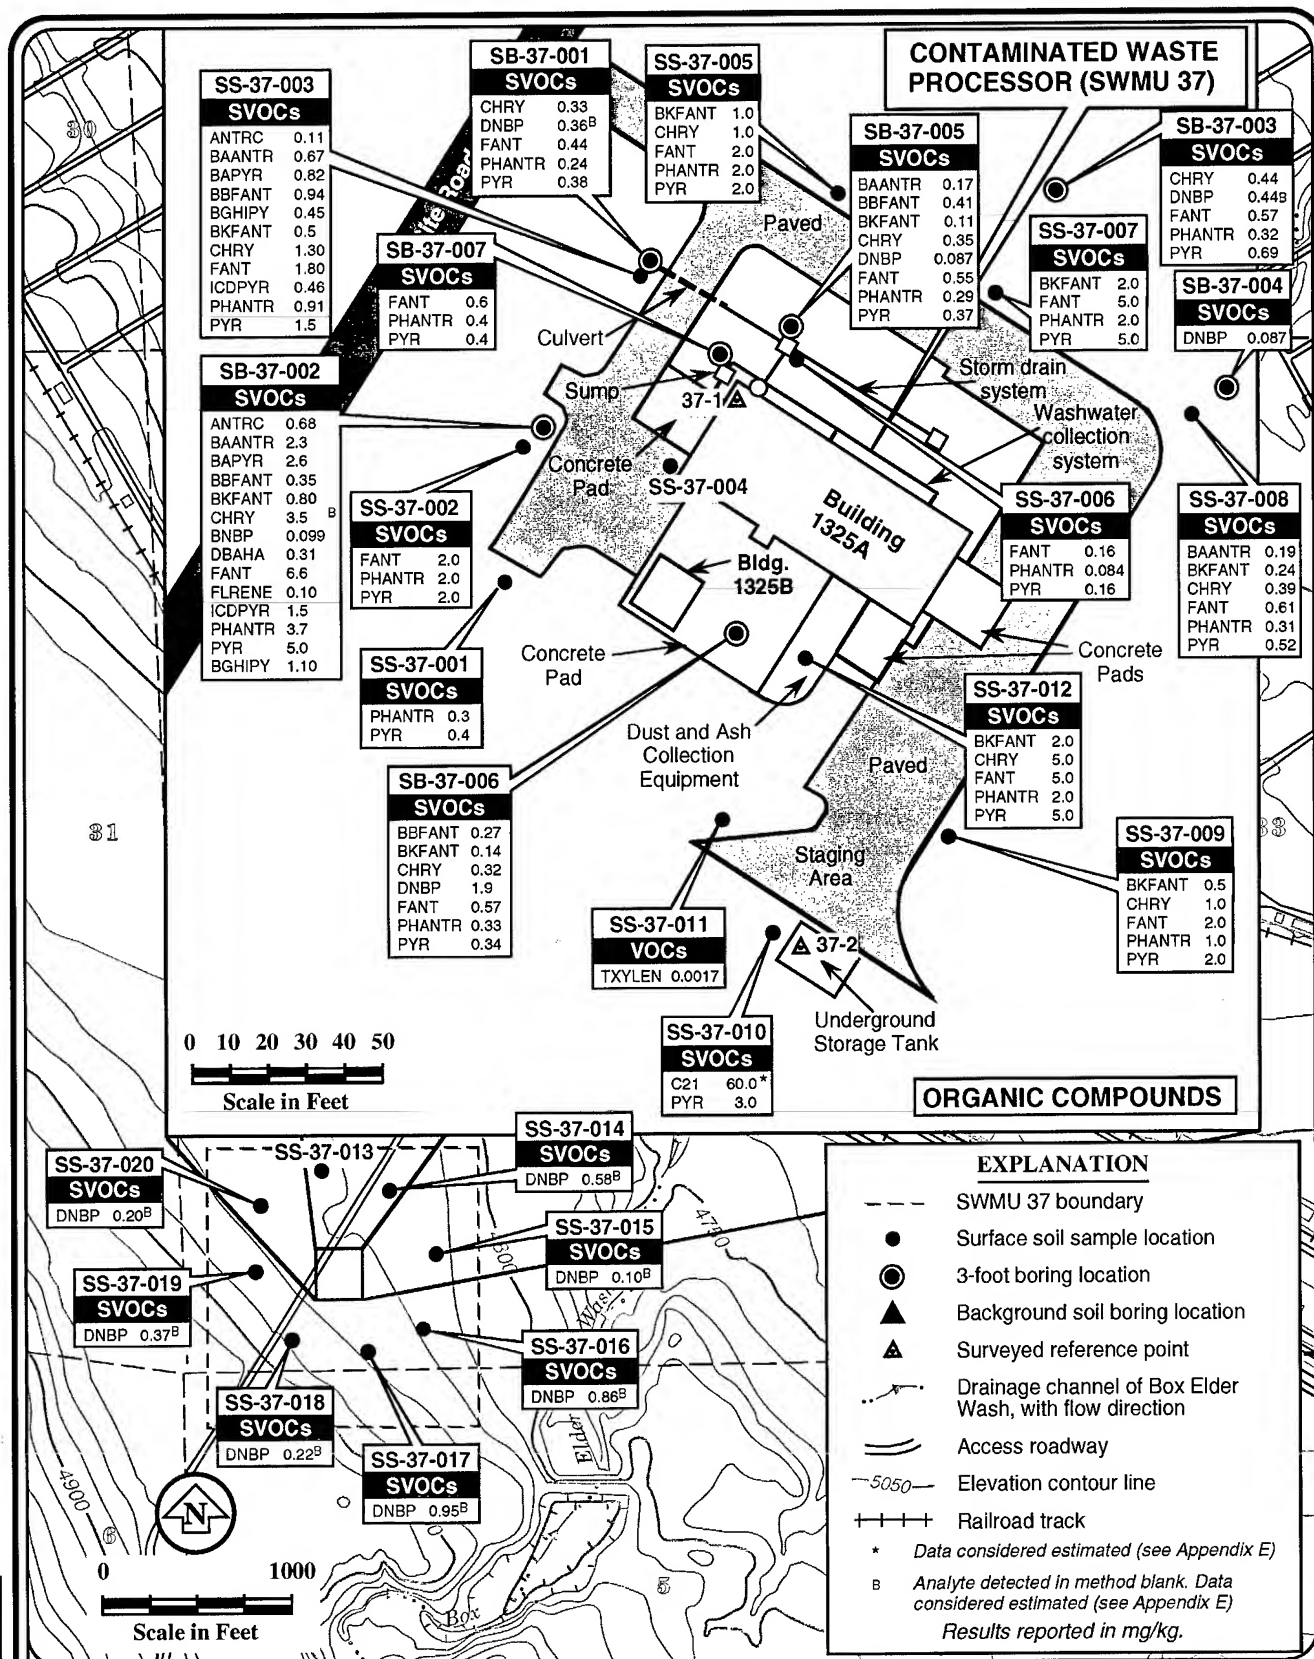 CONTAMINATED WASTE
PROCESSOR (SWMU 37)
SS-37-003
SVOCs
ANTRC 0.11
BAANTR 0.67
BAPYR 0.82
BBFANT 0.94
BGHIPY 0.45
BKFANT 0.5
CHRY 1.30
FANT 1.80
ICDPYR 0.46
PHANTR 0.91
PYR 1.5
SB-37-001
SVOCs
CHRY 0.33
DNBP 0.36B
FANT 0.44
PHANTR 0.24
PYR 0.38
SS-37-005
SVOCs
BKFANT 1.0
CHRY 1.0
FANT 2.0
PHANTR 2.0
PYR 2.0
SB-37-005
SVOCs
BAANTR 0.17
BBFANT 0.41
BKFANT 0.11
CHRY 0.35
DNBP 0.087
FANT 0.55
PHANTR 0.29
PYR 0.37
SB-37-003
SVOCs
CHRY 0.44
DNBP 0.44B
FANT 0.57
PHANTR 0.32
PYR 0.69
SS-37-007
SVOCs
BKFANT 2.0
FANT 5.0
PHANTR 2.0
PYR 5.0
SB-37-004
SVOCs
DNBP 0.087
SB-37-007
SVOCs
FANT 0.6
PHANTR 0.4
PYR 0.4
30
Road
Paved
Culvert
Sump
37-1
Storm drain
system
Washwater
collection
system
SB-37-002
SVOCs
ANTRC 0.68
BAANTR 2.3
BAPYR 2.6
BBFANT 0.35
BKFANT 0.80
CHRY 3.5 B
BNBP 0.099
DBAHA 0.31
FANT 6.6
FLRENE 0.10
ICDPYR 1.5
PHANTR 3.7
PYR 5.0
BGHIPY 1.10
SS-37-002
SVOCs
FANT 2.0
PHANTR 2.0
PYR 2.0
Concrete
Pad
SS-37-004
Building
1325A
Bldg.
1325B
SS-37-006
SVOCs
FANT 0.16
PHANTR 0.084
PYR 0.16
SS-37-008
SVOCs
BAANTR 0.19
BKFANT 0.24
CHRY 0.39
FANT 0.61
PHANTR 0.31
PYR 0.52
SS-37-001
SVOCs
PHANTR 0.3
PYR 0.4
Concrete
Pad
Concrete
Pads
Dust and Ash
Collection
Equipment
Paved
SS-37-012
SVOCs
BKFANT 2.0
CHRY 5.0
FANT 5.0
PHANTR 2.0
PYR 5.0
SB-37-006
SVOCs
BBFANT 0.27
BKFANT 0.14
CHRY 0.32
DNBP 1.9
FANT 0.57
PHANTR 0.33
PYR 0.34
31
33
Staging
Area
SS-37-009
SVOCs
BKFANT 0.5
CHRY 1.0
FANT 2.0
PHANTR 1.0
PYR 2.0
SS-37-011
VOCs
TXYLEN 0.0017
37-2
Underground
Storage Tank
SS-37-010
SVOCs
C21 60.0*
PYR 3.0
0 10 20 30 40 50
Scale in Feet
ORGANIC COMPOUNDS
SS-37-013
SS-37-014
SVOCs
DNBP 0.58B
SS-37-020
SVOCs
DNBP 0.20B
SS-37-015
SVOCs
DNBP 0.10B
SS-37-019
SVOCs
DNBP 0.37B
SS-37-016
SVOCs
DNBP 0.86B
SS-37-018
SVOCs
DNBP 0.22B
SS-37-017
SVOCs
DNBP 0.95B
4750
Elder
Box
4900
6
5
N
0 1000
Scale in Feet
EXPLANATION
SWMU 37 boundary
Surface soil sample location
3-foot boring location
Background soil boring location
Surveyed reference point
Drainage channel of Box Elder
Wash, with flow direction
Access roadway
5050 Elevation contour line
Railroad track
* Data considered estimated (see Appendix E)
B Analyte detected in method blank. Data
considered estimated (see Appendix E)
Results reported in mg/kg.